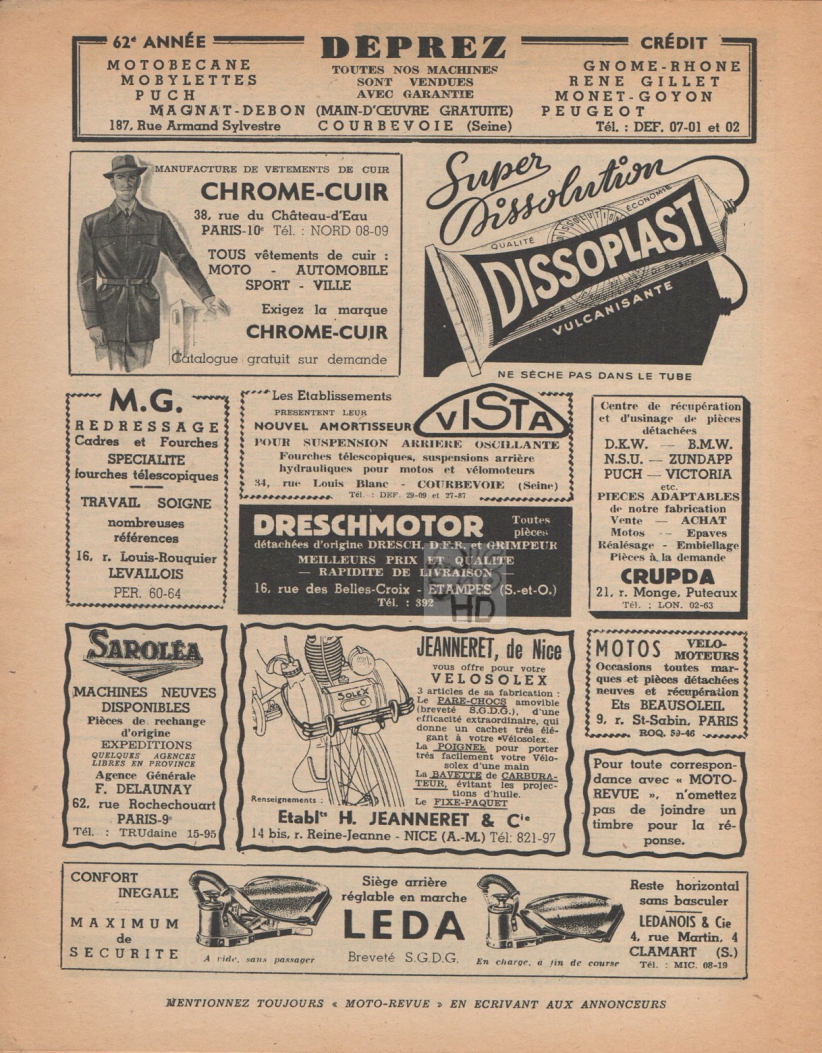 62e ANNÉE
DEPREZ
CRÉDIT
MOTOBECANE
MOBYLETTES
PUCH
MAGNAT-DEBON
187, Rue Armand Sylvestre
TOUTES NOS MACHINES
SONT VENDUES
AVEC GARANTIE
(MAIN-D'ŒUVRE GRATUITE)
COURBEVOIE (Seine)
GNOME-RHONE
RENE GILLET
MONET-GOYON
PEUGEOT
Tél. : DEF. 07-01 et 02
MANUFACTURE DE VETEMENTS DE CUIR
CHROME-CUIR
38, rue du Château-d'Eau
PARIS-10e Tél. : NORD 08-09
TOUS vêtements de cuir :
MOTO - AUTOMOBILE
SPORT - VILLE
Exigez la marque
CHROME-CUIR
Catalogue gratuit sur demande
Super
Dissolution
QUALITÉ
DISSOLUTION
ÉCONOMIE
DISSOPLAST
VULCANISANTE
NE SÈCHE PAS DANS LE TUBE
M.G.
REDRESSAGE
Cadres et Fourches
SPECIALITE
fourches télescopiques
TRAVAIL SOIGNE
nombreuses
références
16, r. Louis-Rouquier
LEVALLOIS
PER. 60-64
Les Etablissements
PRESENTENT LEUR
NOUVEL AMORTISSEUR
VISTA
POUR SUSPENSION ARRIERE OSCILLANTE
Fourches télescopiques, suspensions arrière
hydrauliques pour motos et vélomoteurs
34, rue Louis Blanc - COURBEVOIE (Seine)
Tél. : DEF. 29-09 et 27-87
DRESCHMOTOR
Toutes
pièces
détachées d'origine DRESCH, D.F.R. et GRIMPEUR
MEILLEURS PRIX ET QUALITE
— RAPIDITE DE LIVRAISON —
16, rue des Belles-Croix - ETAMPES (S.-et-O.)
Tél. : 392
HD
Centre de récupération
et d'usinage de pièces
détachées
D.K.W. — B.M.W.
N.S.U. — ZUNDAPP
PUCH — VICTORIA
etc.
PIECES ADAPTABLES
de notre fabrication
Vente — ACHAT
Motos — Epaves
Réalésage - Embiellage
Pièces à la demande
CRUPDA
21, r. Monge, Puteaux
Tél. : LON. 02-63
SAROLÉA
MACHINES NEUVES
DISPONIBLES
Pièces de rechange
d'origine
EXPEDITIONS
QUELQUES AGENCES
LIBRES EN PROVINCE
Agence Générale
F. DELAUNAY
62, rue Rochechouart
PARIS-9e
Tél. : TRUdaine 15-95
SOLEX
JEANNERET, de Nice
vous offre pour votre
VELOSOLEX
3 articles de sa fabrication :
Le PARE-CHOCS amovible
(breveté S.G.D.G.), d'une
efficacité extraordinaire, qui
donne un cachet très élé-
gant à votre Vélosolex.
La POIGNEE pour porter
très facilement votre Vélo-
solex d'une main
La BAVETTE de CARBURA-
TEUR, évitant les projec-
tions d'huile.
Le FIXE-PAQUET
Renseignements :
Etablts H. JEANNERET & Cie
14 bis, r. Reine-Jeanne - NICE (A.-M.) Tél: 821-97
MOTOS VELO-
MOTEURS
Occasions toutes mar-
ques et pièces détachées
neuves et récupération
Ets BEAUSOLEIL
9, r. St-Sabin, PARIS
ROQ. 59-46
Pour toute correspon-
dance avec « MOTO-
REVUE », n'omettez
pas de joindre un
timbre pour la ré-
ponse.
CONFORT
INEGALE
MAXIMUM
de
SECURITE
A vide, sans passager
Siège arrière
réglable en marche
LEDA
Breveté S.G.D.G.
En charge, à fin de course
Reste horizontal
sans basculer
LEDANOIS & Cie
4, rue Martin, 4
CLAMART (S.)
Tél. : MIC. 08-19
MENTIONNEZ TOUJOURS « MOTO-REVUE » EN ECRIVANT AUX ANNONCEURS